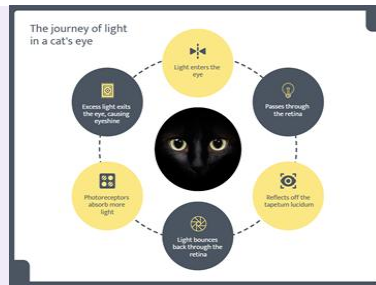 The journey of light
in a cat's eye
Light enters the
eye
Passes through
the retina
Reflects off the
tapetum lucidum
Light bounces
back through the
retina
Photoreceptors
absorb more
light
Excess light exits
the eye, causing
eyeshine